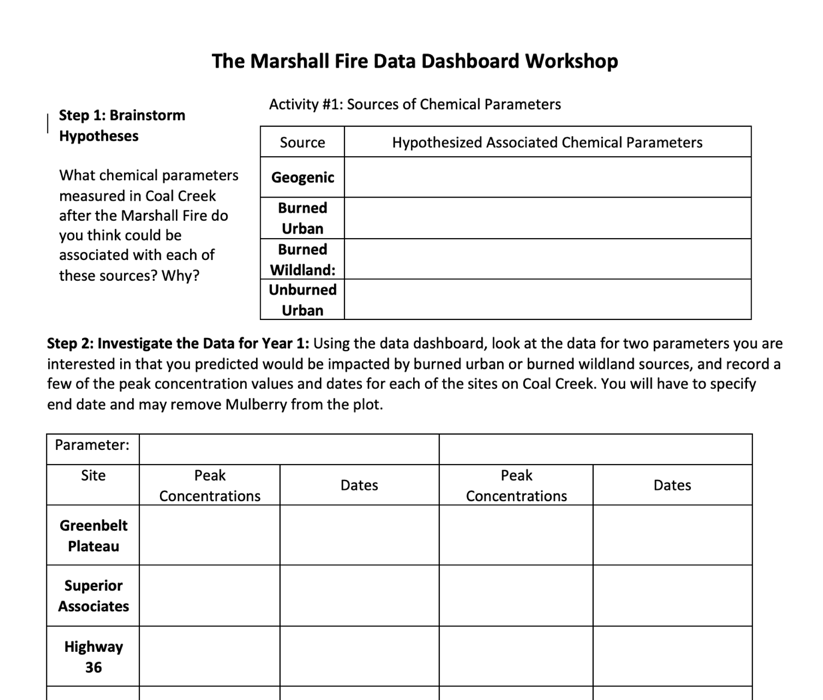 The Marshall Fire Data Dashboard Workshop
Step 1: Brainstorm
Hypotheses
What chemical parameters
measured in Coal Creek
after the Marshall Fire do
you think could be
associated with each of
these sources? Why?
Activity #1: Sources of Chemical Parameters
Source
Hypothesized Associated Chemical Parameters
Geogenic
Burned
Urban
Burned
Wildland:
Unburned
Urban
Step 2: Investigate the Data for Year 1: Using the data dashboard, look at the data for two parameters you are
interested in that you predicted would be impacted by burned urban or burned wildland sources, and record a
few of the peak concentration values and dates for each of the sites on Coal Creek. You will have to specify
end date and may remove Mulberry from the plot.
Parameter:
Site
Peak
Concentrations
Dates
Peak
Concentrations
Dates
Greenbelt
Plateau
Superior
Associates
Highway
36